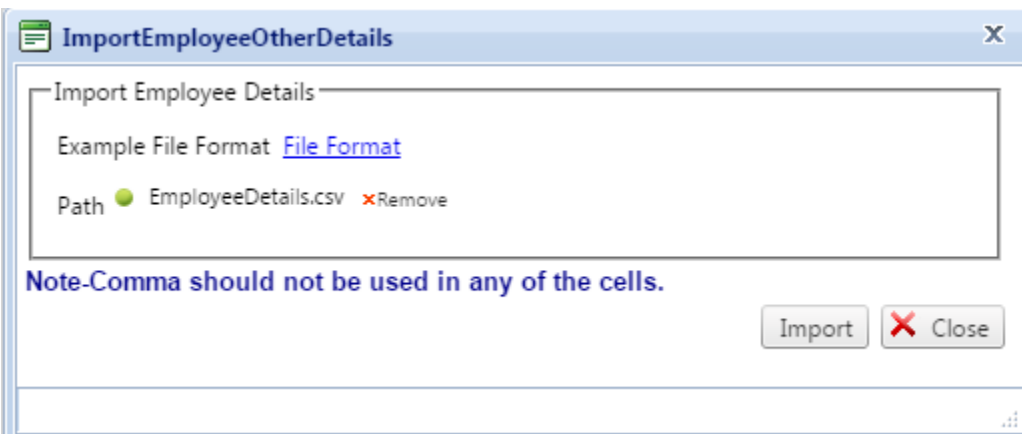 ImportEmployeeOtherDetails
Import Employee Details
Example File Format File Format
Path EmployeeDetails.csv Remove
Note-Comma should not be used in any of the cells.
Import Close